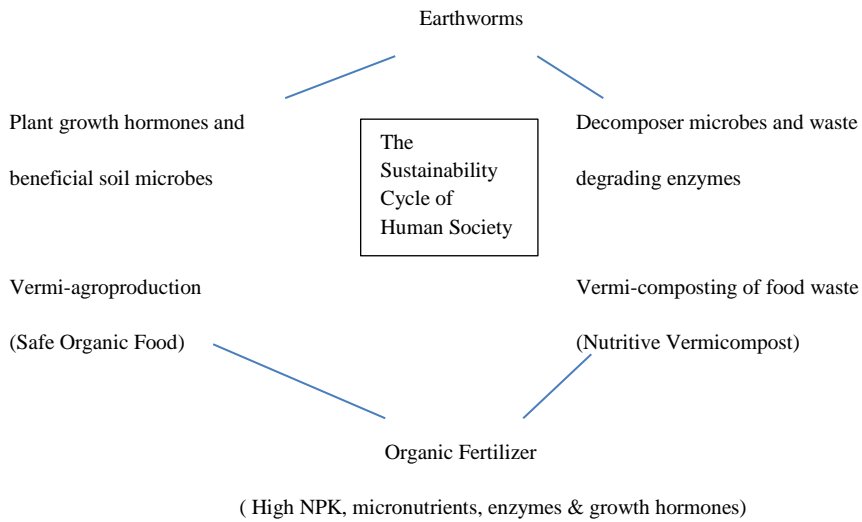 Earthworms
Plant growth hormones and
beneficial soil microbes
The
Sustainability
Cycle of
Human Society
Decomposer microbes and waste
degrading enzymes
Vermi-agroproduction
(Safe Organic Food)
Vermi-composting of food waste
(Nutritive Vermicompost)
Organic Fertilizer
( High NPK, micronutrients, enzymes & growth hormones)